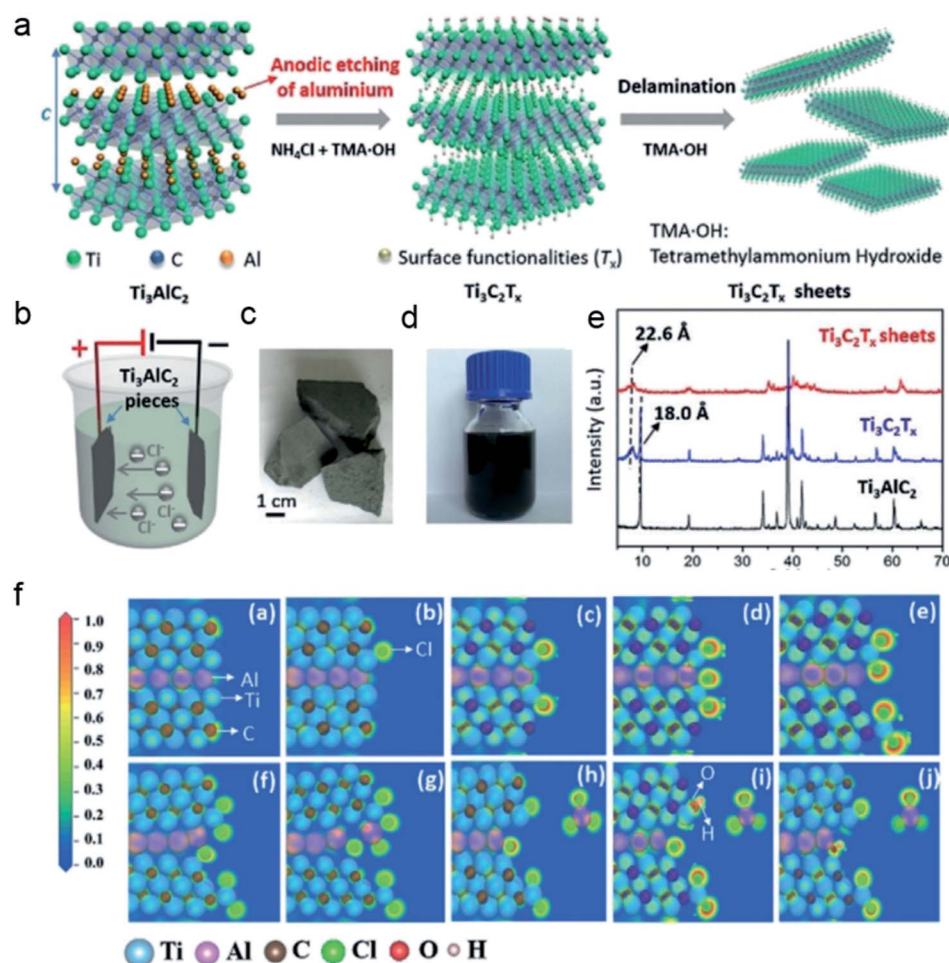 a
Anodic etching
of aluminium
NH₄Cl + TMA·OH
Delamination
TMA·OH
c
Ti
C
Al
Surface functionalities (Tₓ)
TMA·OH:
Tetramethylammonium Hydroxide
Ti₃AlC₂
Ti₃C₂Tₓ
Ti₃C₂Tₓ sheets
b
+
−
Ti₃AlC₂
pieces
Cl⁻
Cl⁻
Cl⁻
c
1 cm
d
e
Intensity (a.u.)
22.6 Å
18.0 Å
Ti₃C₂Tₓ sheets
Ti₃C₂Tₓ
Ti₃AlC₂
10 20 30 40 50 60 70
f
1.0
0.9
0.8
0.7
0.6
0.5
0.4
0.3
0.2
0.1
0.0
(a)
Al
Ti
C
(b)
Cl
(c)
(d)
(e)
(f)
(g)
(h)
(i)
O
H
(j)
Ti Al C Cl O H